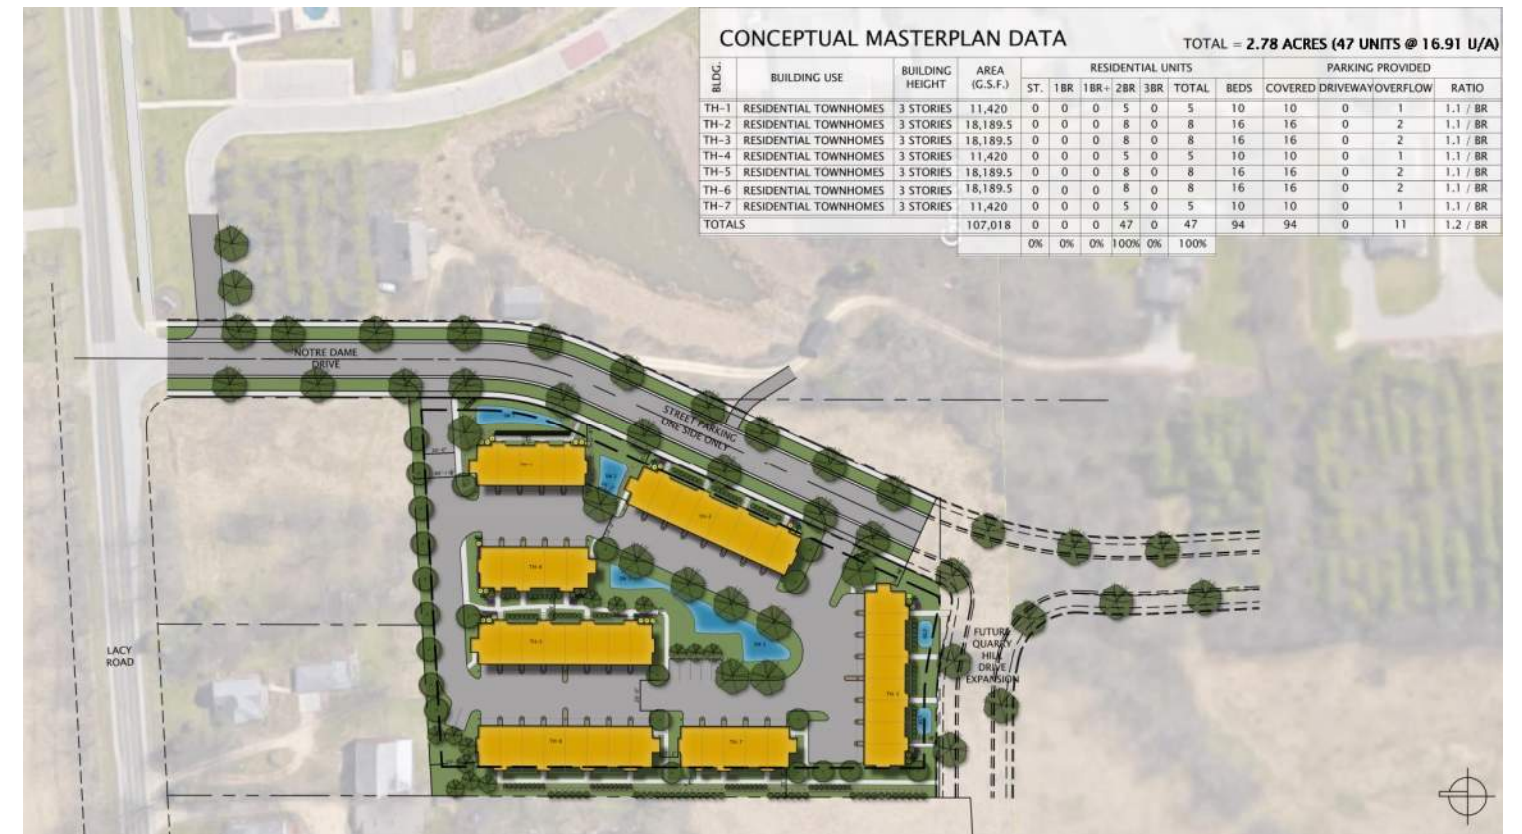 CONCEPTUAL MASTERPLAN DATA
TOTAL = 2.78 ACRES (47 UNITS @ 16.91 U/A)
BLDG. BUILDING USE BUILDING HEIGHT AREA (G.S.F.) RESIDENTIAL UNITS PARKING PROVIDED
ST. 1BR 1BR+ 2BR 3BR TOTAL BEDS COVERED DRIVEWAY OVERFLOW RATIO
TH-1 RESIDENTIAL TOWNHOMES 3 STORIES 11,420 0 0 0 5 0 5 10 10 0 1 1.1 / BR
TH-2 RESIDENTIAL TOWNHOMES 3 STORIES 18,189.5 0 0 0 8 0 8 16 16 0 2 1.1 / BR
TH-3 RESIDENTIAL TOWNHOMES 3 STORIES 18,189.5 0 0 0 8 0 8 16 16 0 2 1.1 / BR
TH-4 RESIDENTIAL TOWNHOMES 3 STORIES 11,420 0 0 0 5 0 5 10 10 0 1 1.1 / BR
TH-5 RESIDENTIAL TOWNHOMES 3 STORIES 18,189.5 0 0 0 8 0 8 16 16 0 2 1.1 / BR
TH-6 RESIDENTIAL TOWNHOMES 3 STORIES 18,189.5 0 0 0 8 0 8 16 16 0 2 1.1 / BR
TH-7 RESIDENTIAL TOWNHOMES 3 STORIES 11,420 0 0 0 5 0 5 10 10 0 1 1.1 / BR
TOTALS 107,018 0 0 0 47 0 47 94 94 0 11 1.2 / BR
0% 0% 0% 100% 0% 100%
NOTRE DAME
DRIVE
STREET PARKING
ONE SIDE ONLY
LACY
ROAD
FUTURE
QUARRY
HILL
DRIVE
EXPANSION